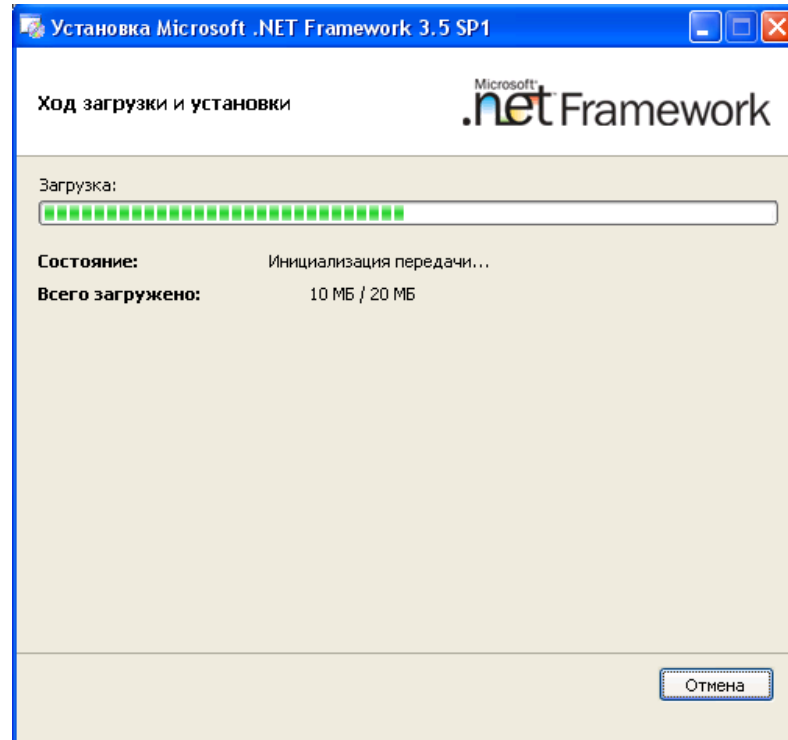 Установка Microsoft .NET Framework 3.5 SP1
Ход загрузки и установки
Microsoft
.net Framework
Загрузка:
Состояние: Инициализация передачи...
Всего загружено: 10 МБ / 20 МБ
Отмена